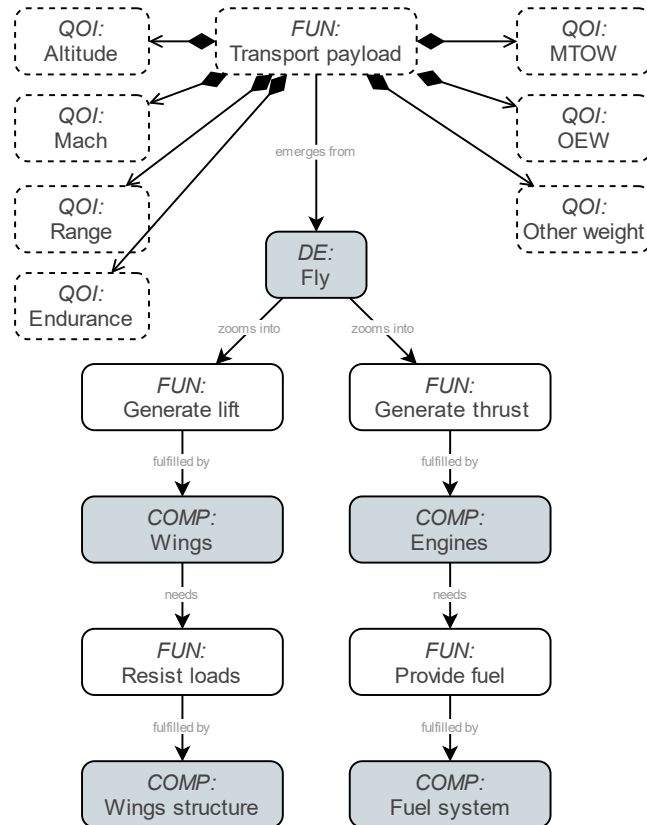 QOI:
Altitude
FUN:
Transport payload
QOI:
MTOW
QOI:
Mach
QOI:
OEW
emerges from
QOI:
Range
QOI:
Other weight
DE:
Fly
QOI:
Endurance
zooms into
zooms into
FUN:
Generate lift
FUN:
Generate thrust
fulfilled by
fulfilled by
COMP:
Wings
COMP:
Engines
needs
needs
FUN:
Resist loads
FUN:
Provide fuel
fulfilled by
fulfilled by
COMP:
Wings structure
COMP:
Fuel system